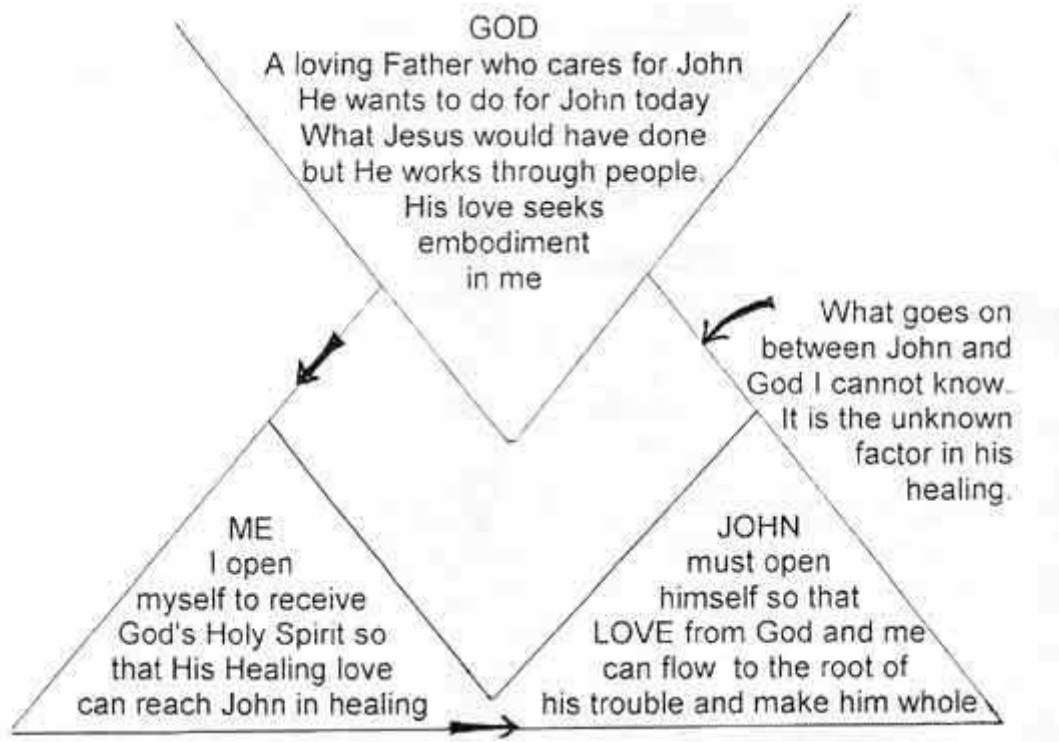 GOD
A loving Father who cares for John
He wants to do for John today
What Jesus would have done
but He works through people.
His love seeks
embodiment
in me
What goes on
between John and
God I cannot know.
It is the unknown
factor in his
healing.
ME
I open
myself to receive
God's Holy Spirit so
that His Healing love
can reach John in healing
JOHN
must open
himself so that
LOVE from God and me
can flow to the root of
his trouble and make him whole